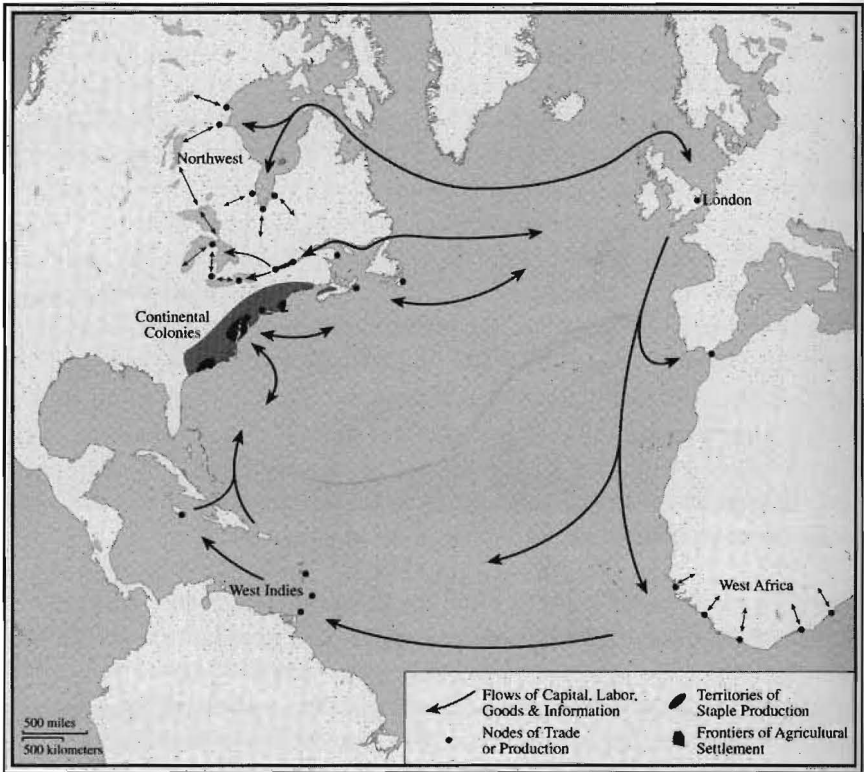 Northwest
London
Continental
Colonies
West Indies
West Africa
Flows of Capital, Labor,
Goods & Information
Nodes of Trade
or Production
Territories of
Staple Production
Frontiers of Agricultural
Settlement
500 miles
500 kilometers